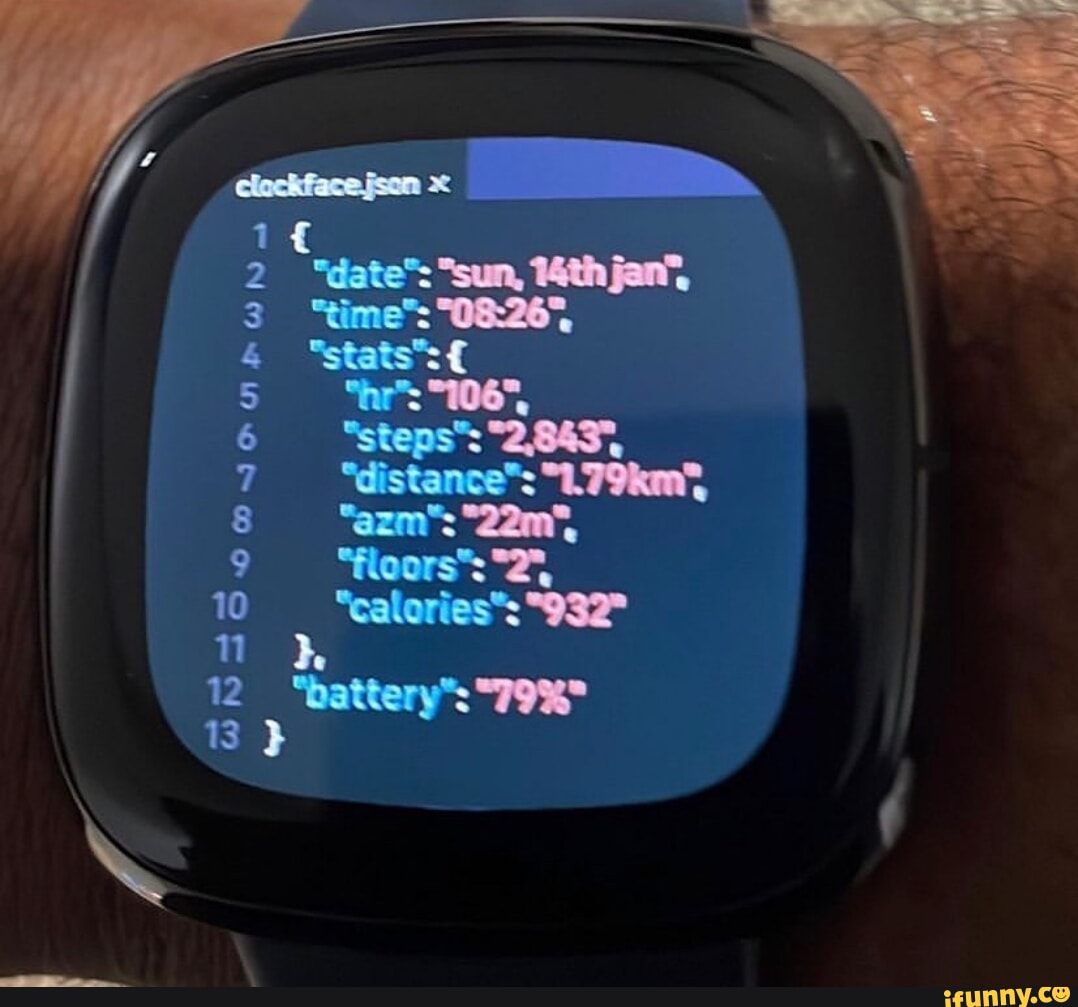 clockface.json ×
1 {
2 "date": "sun, 14th jan",
3 "time": "08:26",
4 "stats": {
5 "hr": "106",
6 "steps": "2,843",
7 "distance": "1.79km",
8 "azm": "22m",
9 "floors": "2",
10 "calories": "932"
11 },
12 "battery": "79%"
13 }
ifunny.co